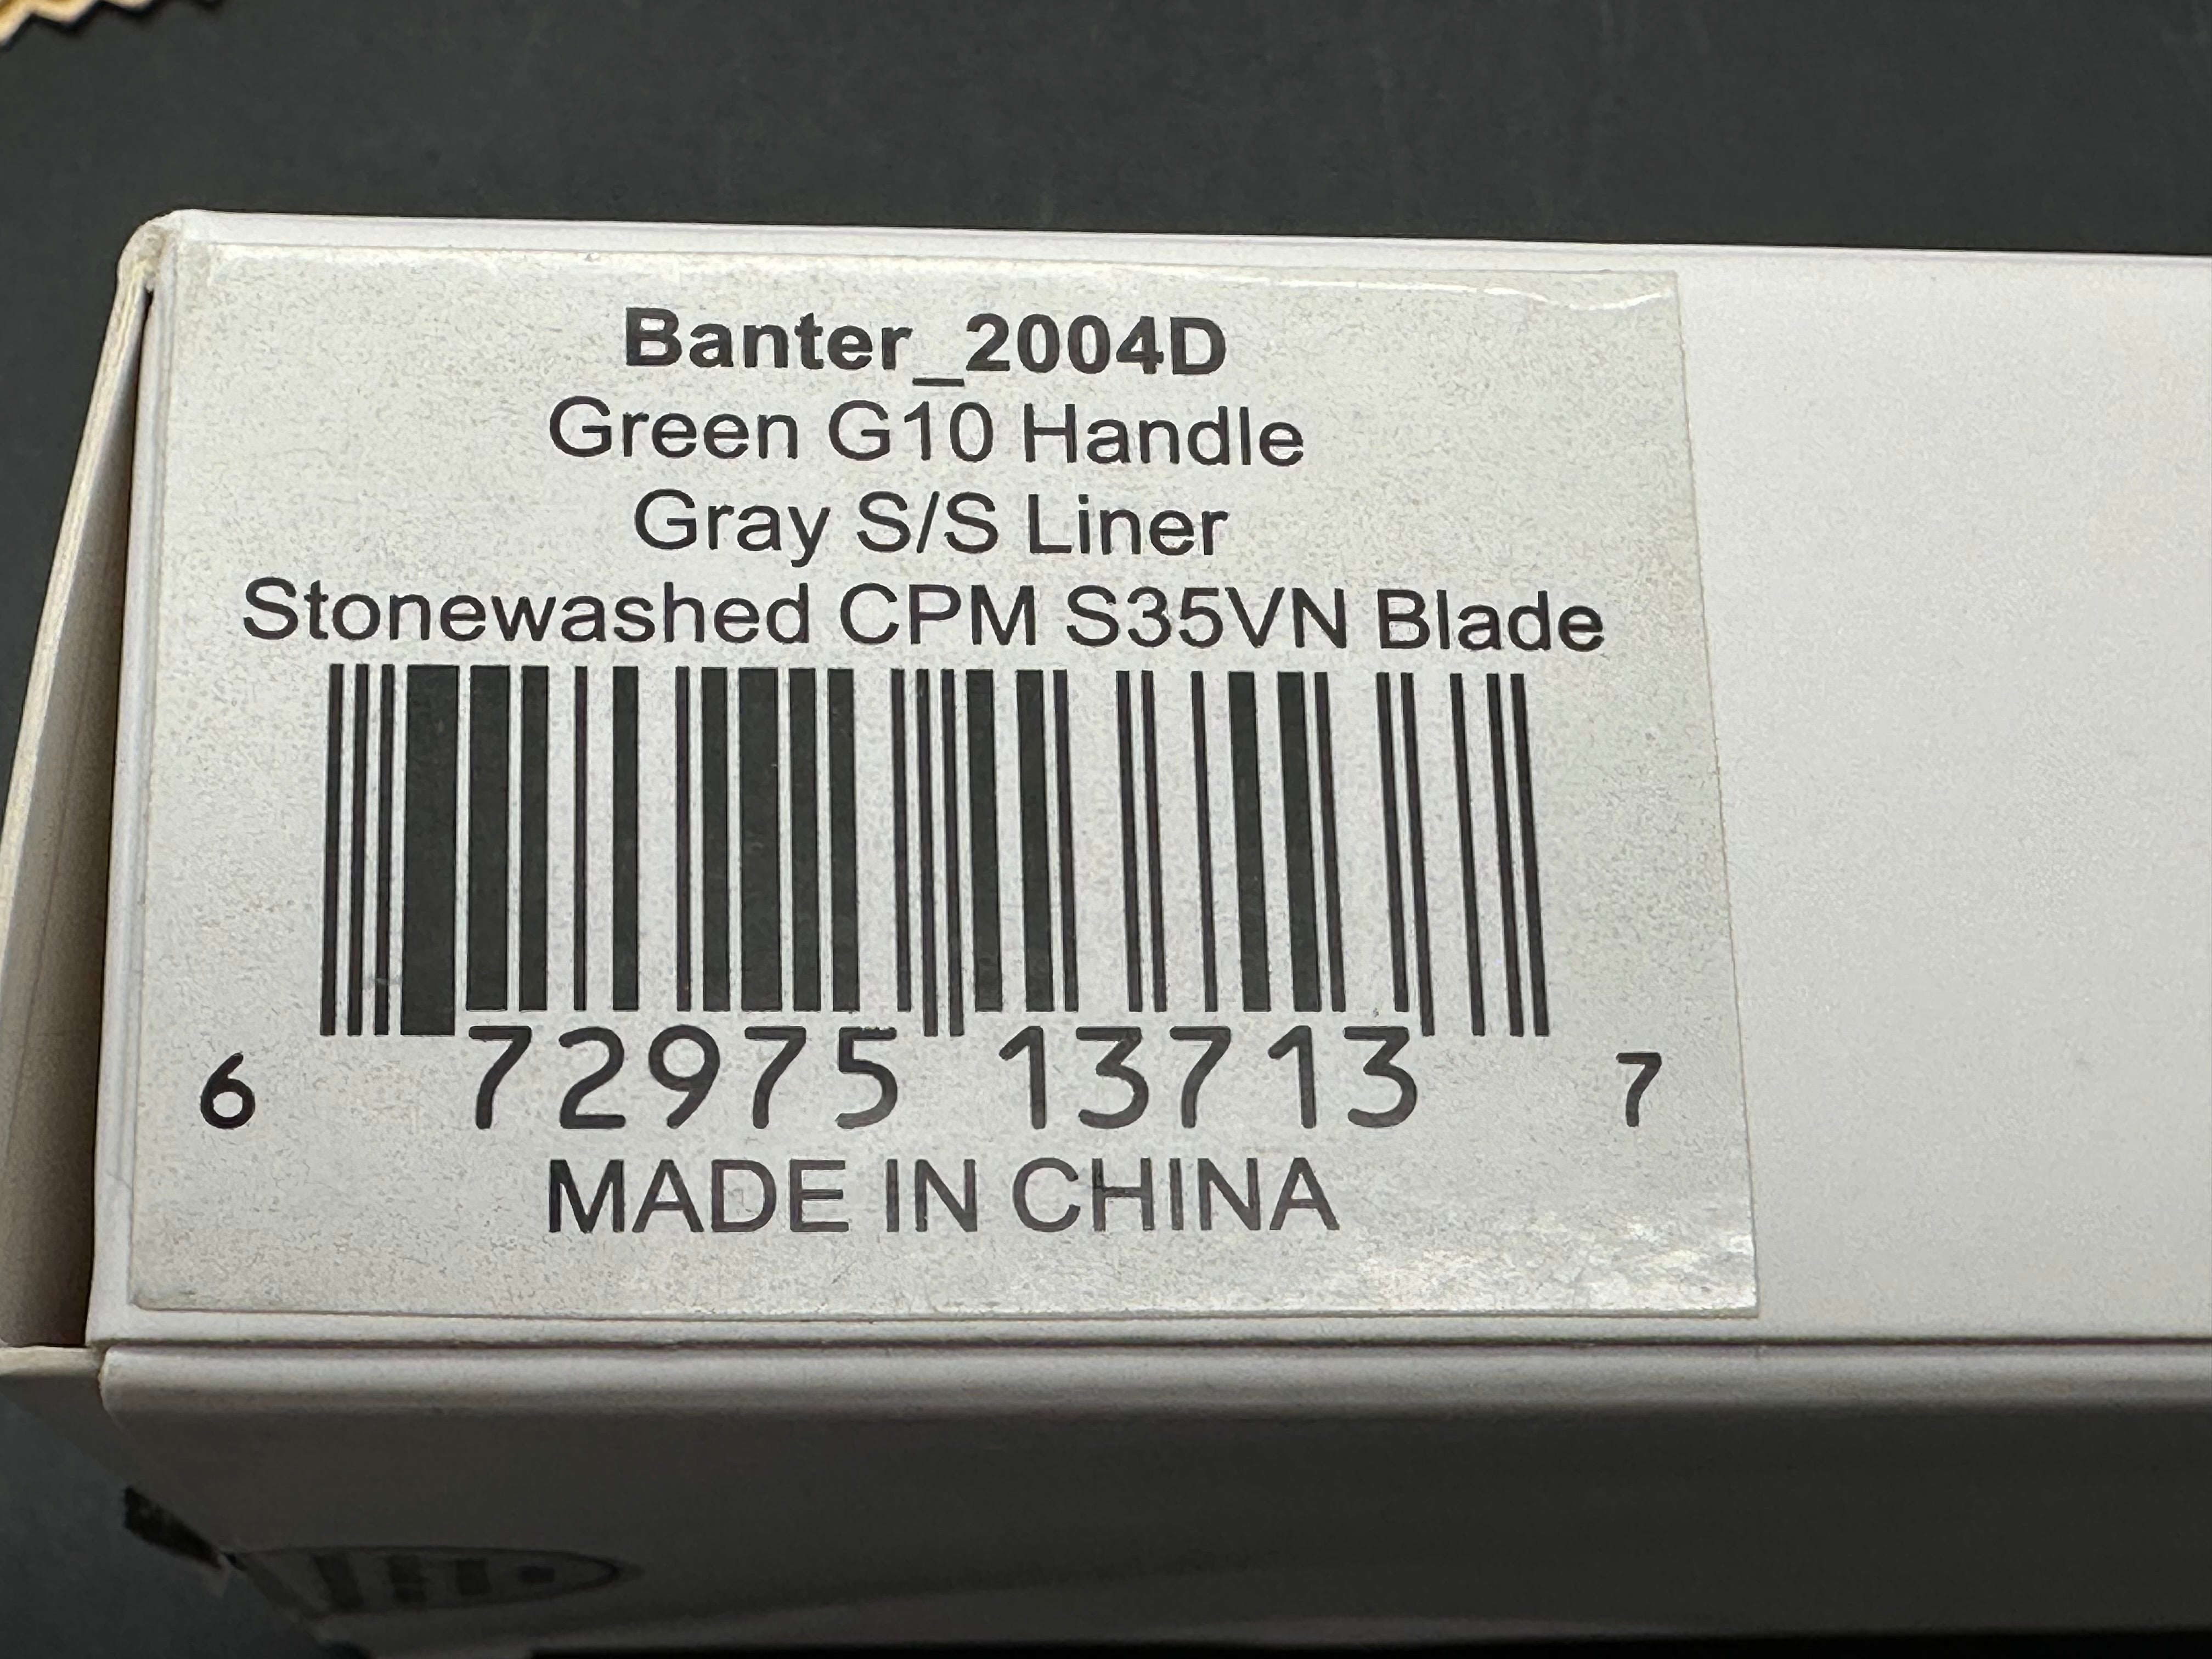 Banter_2004D
Green G10 Handle
Gray S/S Liner
Stonewashed CPM S35VN Blade
6 72975 13713 7
MADE IN CHINA